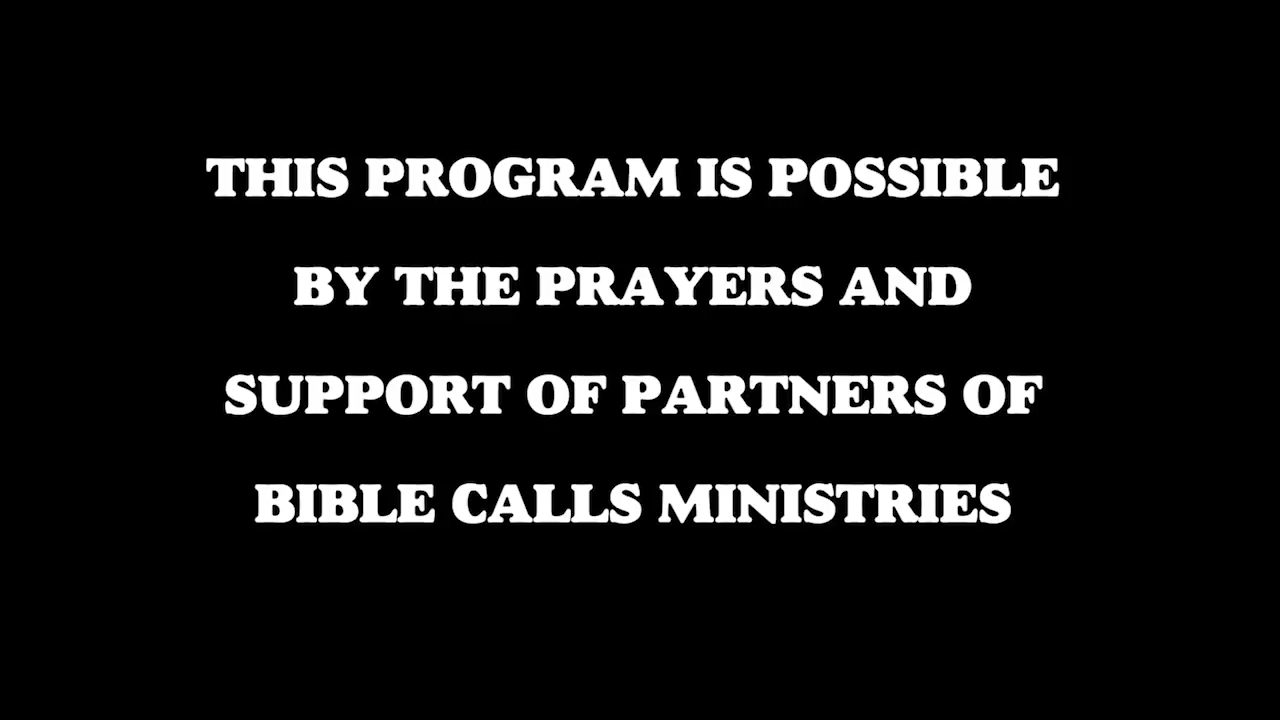 THIS PROGRAM IS POSSIBLE
BY THE PRAYERS AND
SUPPORT OF PARTNERS OF
BIBLE CALLS MINISTRIES